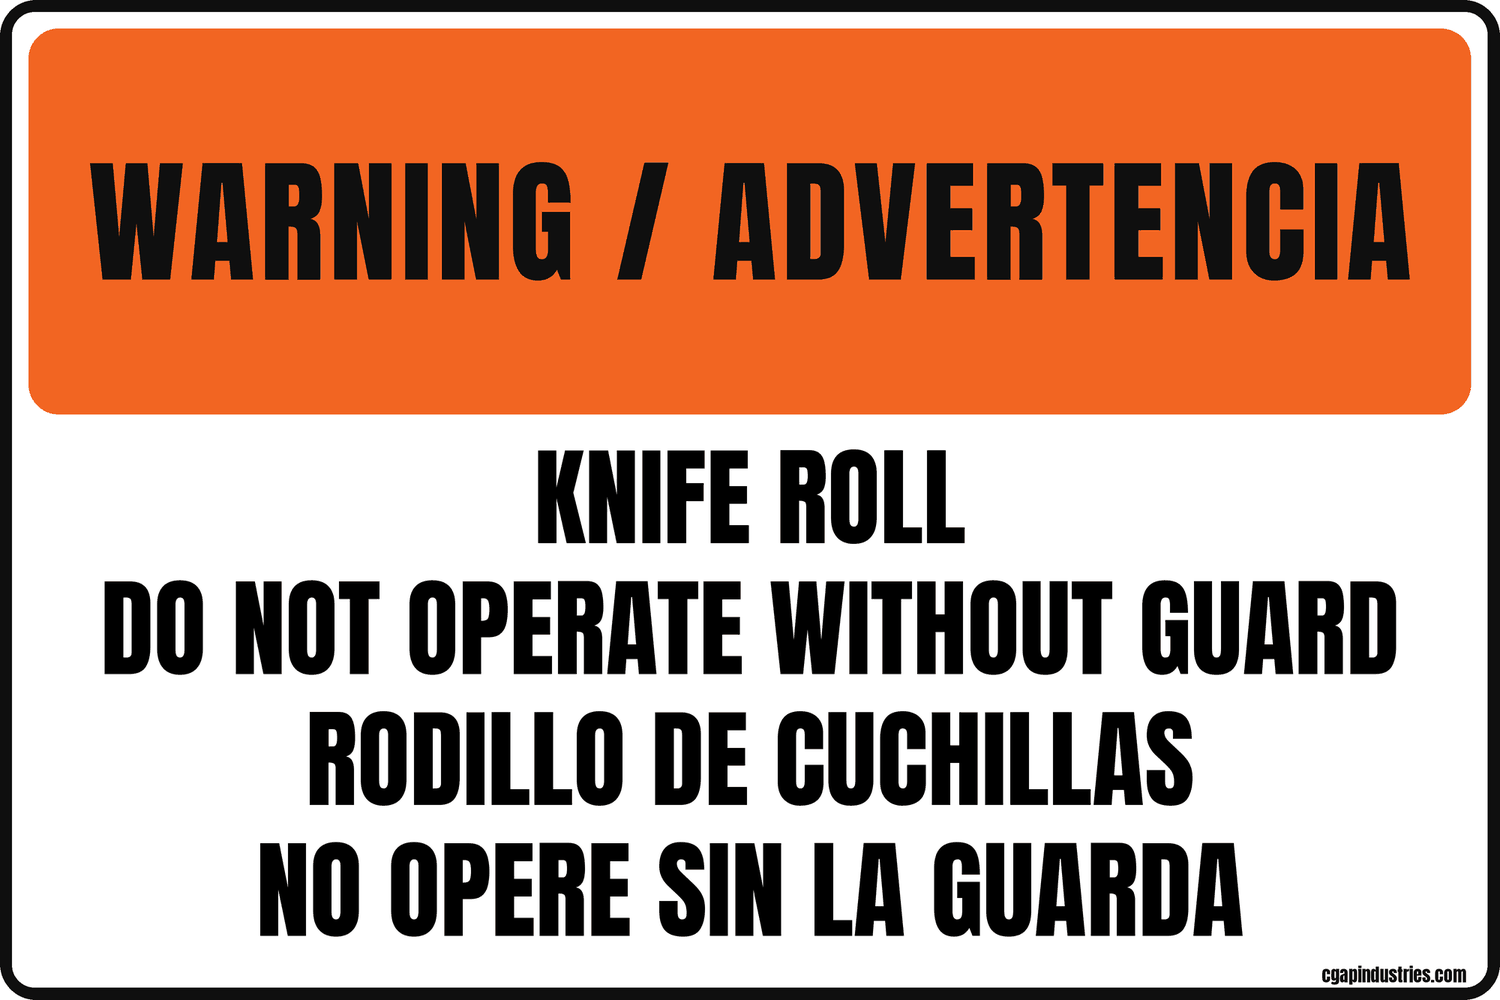 WARNING / ADVERTENCIA
KNIFE ROLL
DO NOT OPERATE WITHOUT GUARD
RODILLO DE CUCHILLAS
NO OPERE SIN LA GUARDA
cgapindustries.com